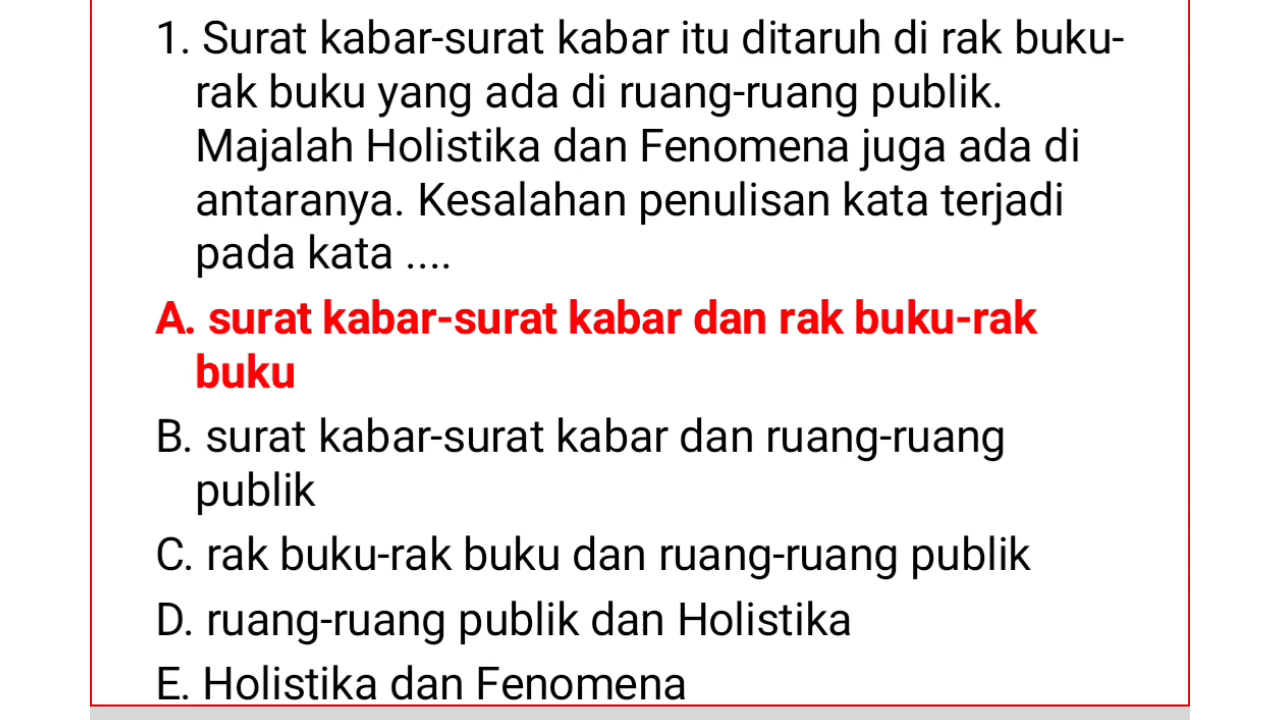 1. Surat kabar-surat kabar itu ditaruh di rak buku-
rak buku yang ada di ruang-ruang publik.
Majalah Holistika dan Fenomena juga ada di
antaranya. Kesalahan penulisan kata terjadi
pada kata ....
A. surat kabar-surat kabar dan rak buku-rak
buku
B. surat kabar-surat kabar dan ruang-ruang
publik
C. rak buku-rak buku dan ruang-ruang publik
D. ruang-ruang publik dan Holistika
E. Holistika dan Fenomena